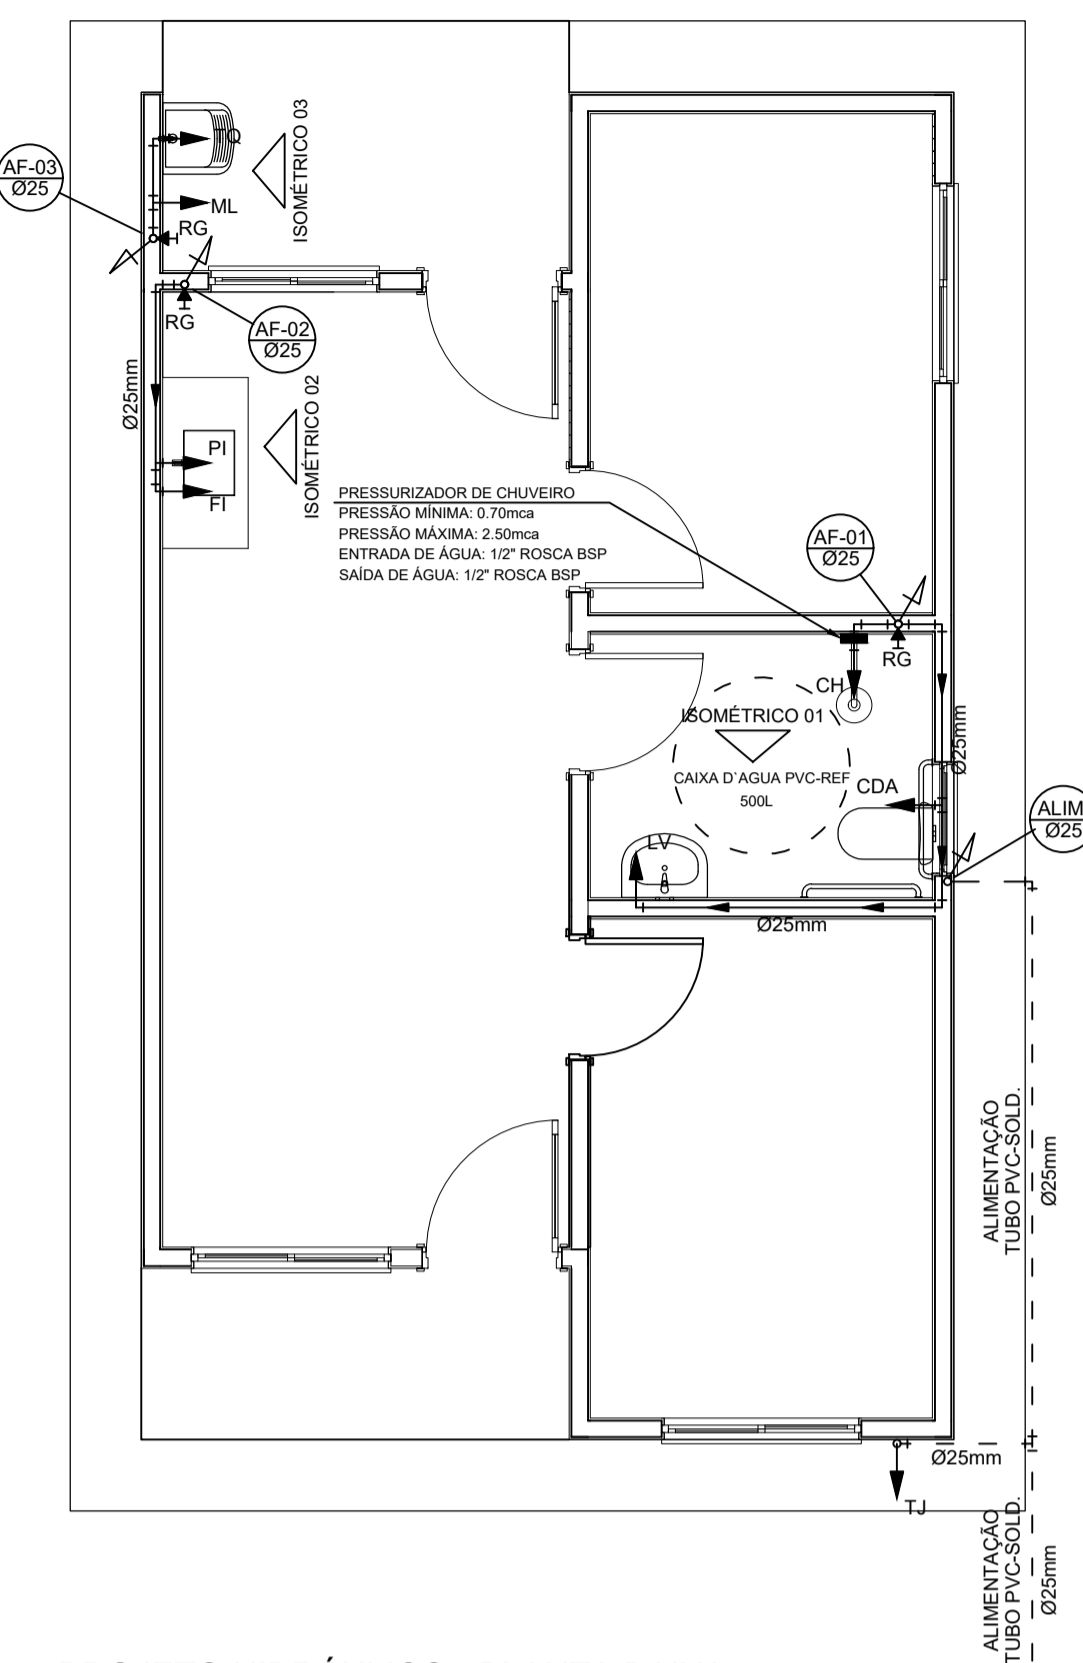 AF-03
Ø25
TQ
ISOMÉTRICO 03
ML
RG
RG
AF-02
Ø25
Ø25mm
ISOMÉTRICO 02
PI
FI
PRESSURIZADOR DE CHUVEIRO
PRESSÃO MÍNIMA: 0.70mca
PRESSÃO MÁXIMA: 2.50mca
ENTRADA DE ÁGUA: 1/2" ROSCA BSP
SAÍDA DE ÁGUA: 1/2" ROSCA BSP
AF-01
Ø25
RG
CH
ISOMÉTRICO 01
Ø25mm
CAIXA D`AGUA PVC-REF
500L
CDA
ALIM
Ø25
LV
Ø25mm
ALIMENTAÇÃO
TUBO PVC-SOLD.
Ø25mm
Ø25mm
TJ
ALIMENTAÇÃO
TUBO PVC-SOLD.
Ø25mm